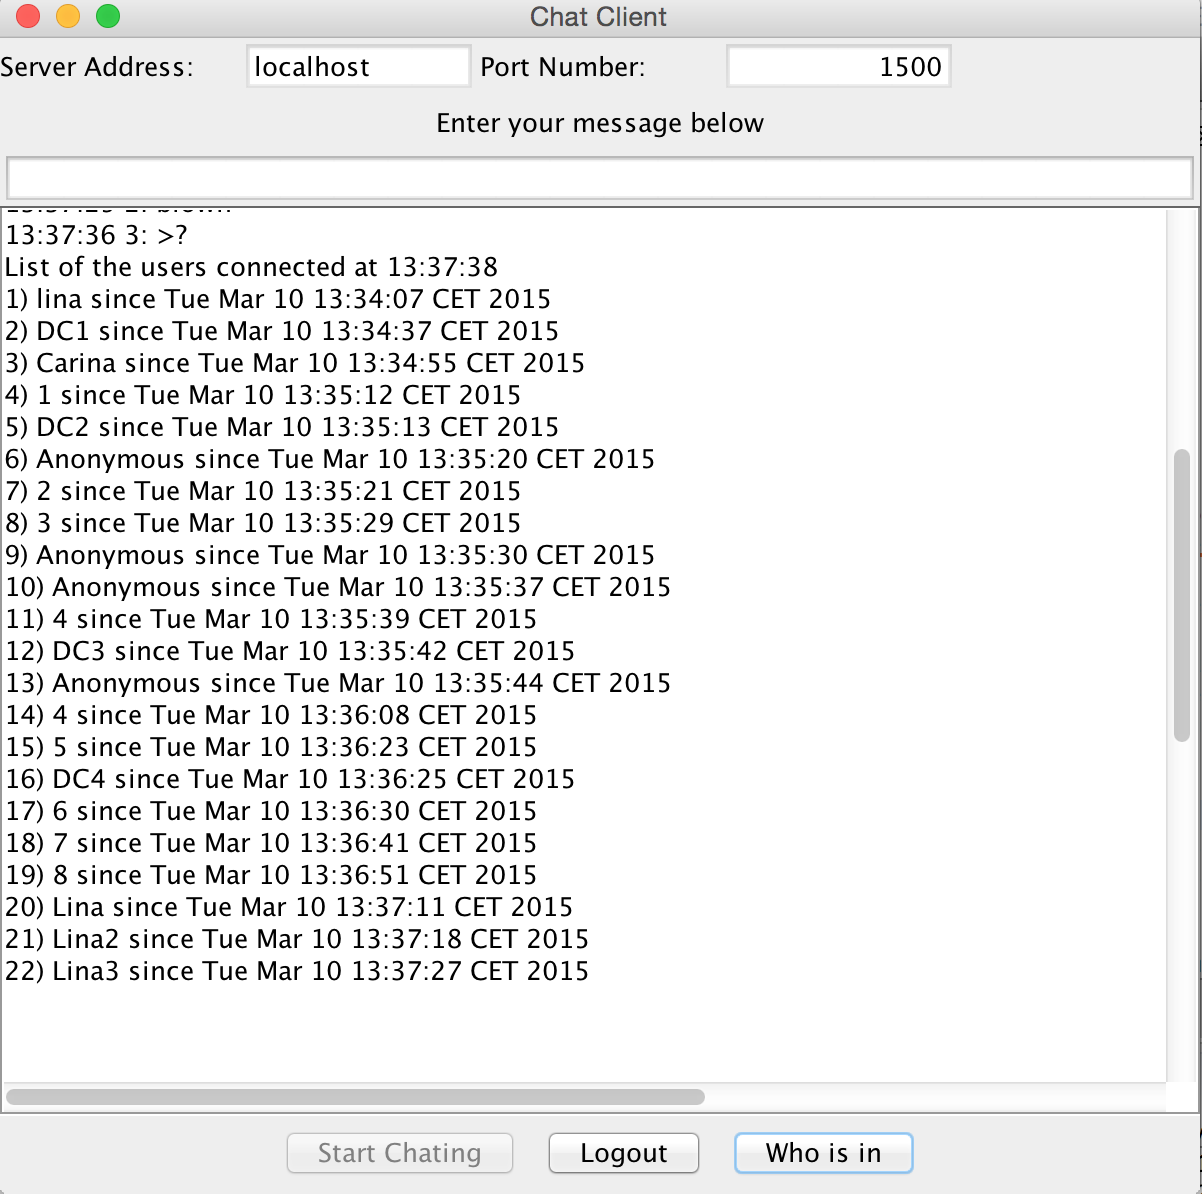 Chat Client
Server Address: localhost Port Number: 1500
Enter your message below
13:37:36 3: >?
List of the users connected at 13:37:38
1) lina since Tue Mar 10 13:34:07 CET 2015
2) DC1 since Tue Mar 10 13:34:37 CET 2015
3) Carina since Tue Mar 10 13:34:55 CET 2015
4) 1 since Tue Mar 10 13:35:12 CET 2015
5) DC2 since Tue Mar 10 13:35:13 CET 2015
6) Anonymous since Tue Mar 10 13:35:20 CET 2015
7) 2 since Tue Mar 10 13:35:21 CET 2015
8) 3 since Tue Mar 10 13:35:29 CET 2015
9) Anonymous since Tue Mar 10 13:35:30 CET 2015
10) Anonymous since Tue Mar 10 13:35:37 CET 2015
11) 4 since Tue Mar 10 13:35:39 CET 2015
12) DC3 since Tue Mar 10 13:35:42 CET 2015
13) Anonymous since Tue Mar 10 13:35:44 CET 2015
14) 4 since Tue Mar 10 13:36:08 CET 2015
15) 5 since Tue Mar 10 13:36:23 CET 2015
16) DC4 since Tue Mar 10 13:36:25 CET 2015
17) 6 since Tue Mar 10 13:36:30 CET 2015
18) 7 since Tue Mar 10 13:36:41 CET 2015
19) 8 since Tue Mar 10 13:36:51 CET 2015
20) Lina since Tue Mar 10 13:37:11 CET 2015
21) Lina2 since Tue Mar 10 13:37:18 CET 2015
22) Lina3 since Tue Mar 10 13:37:27 CET 2015
Start Chating Logout Who is in